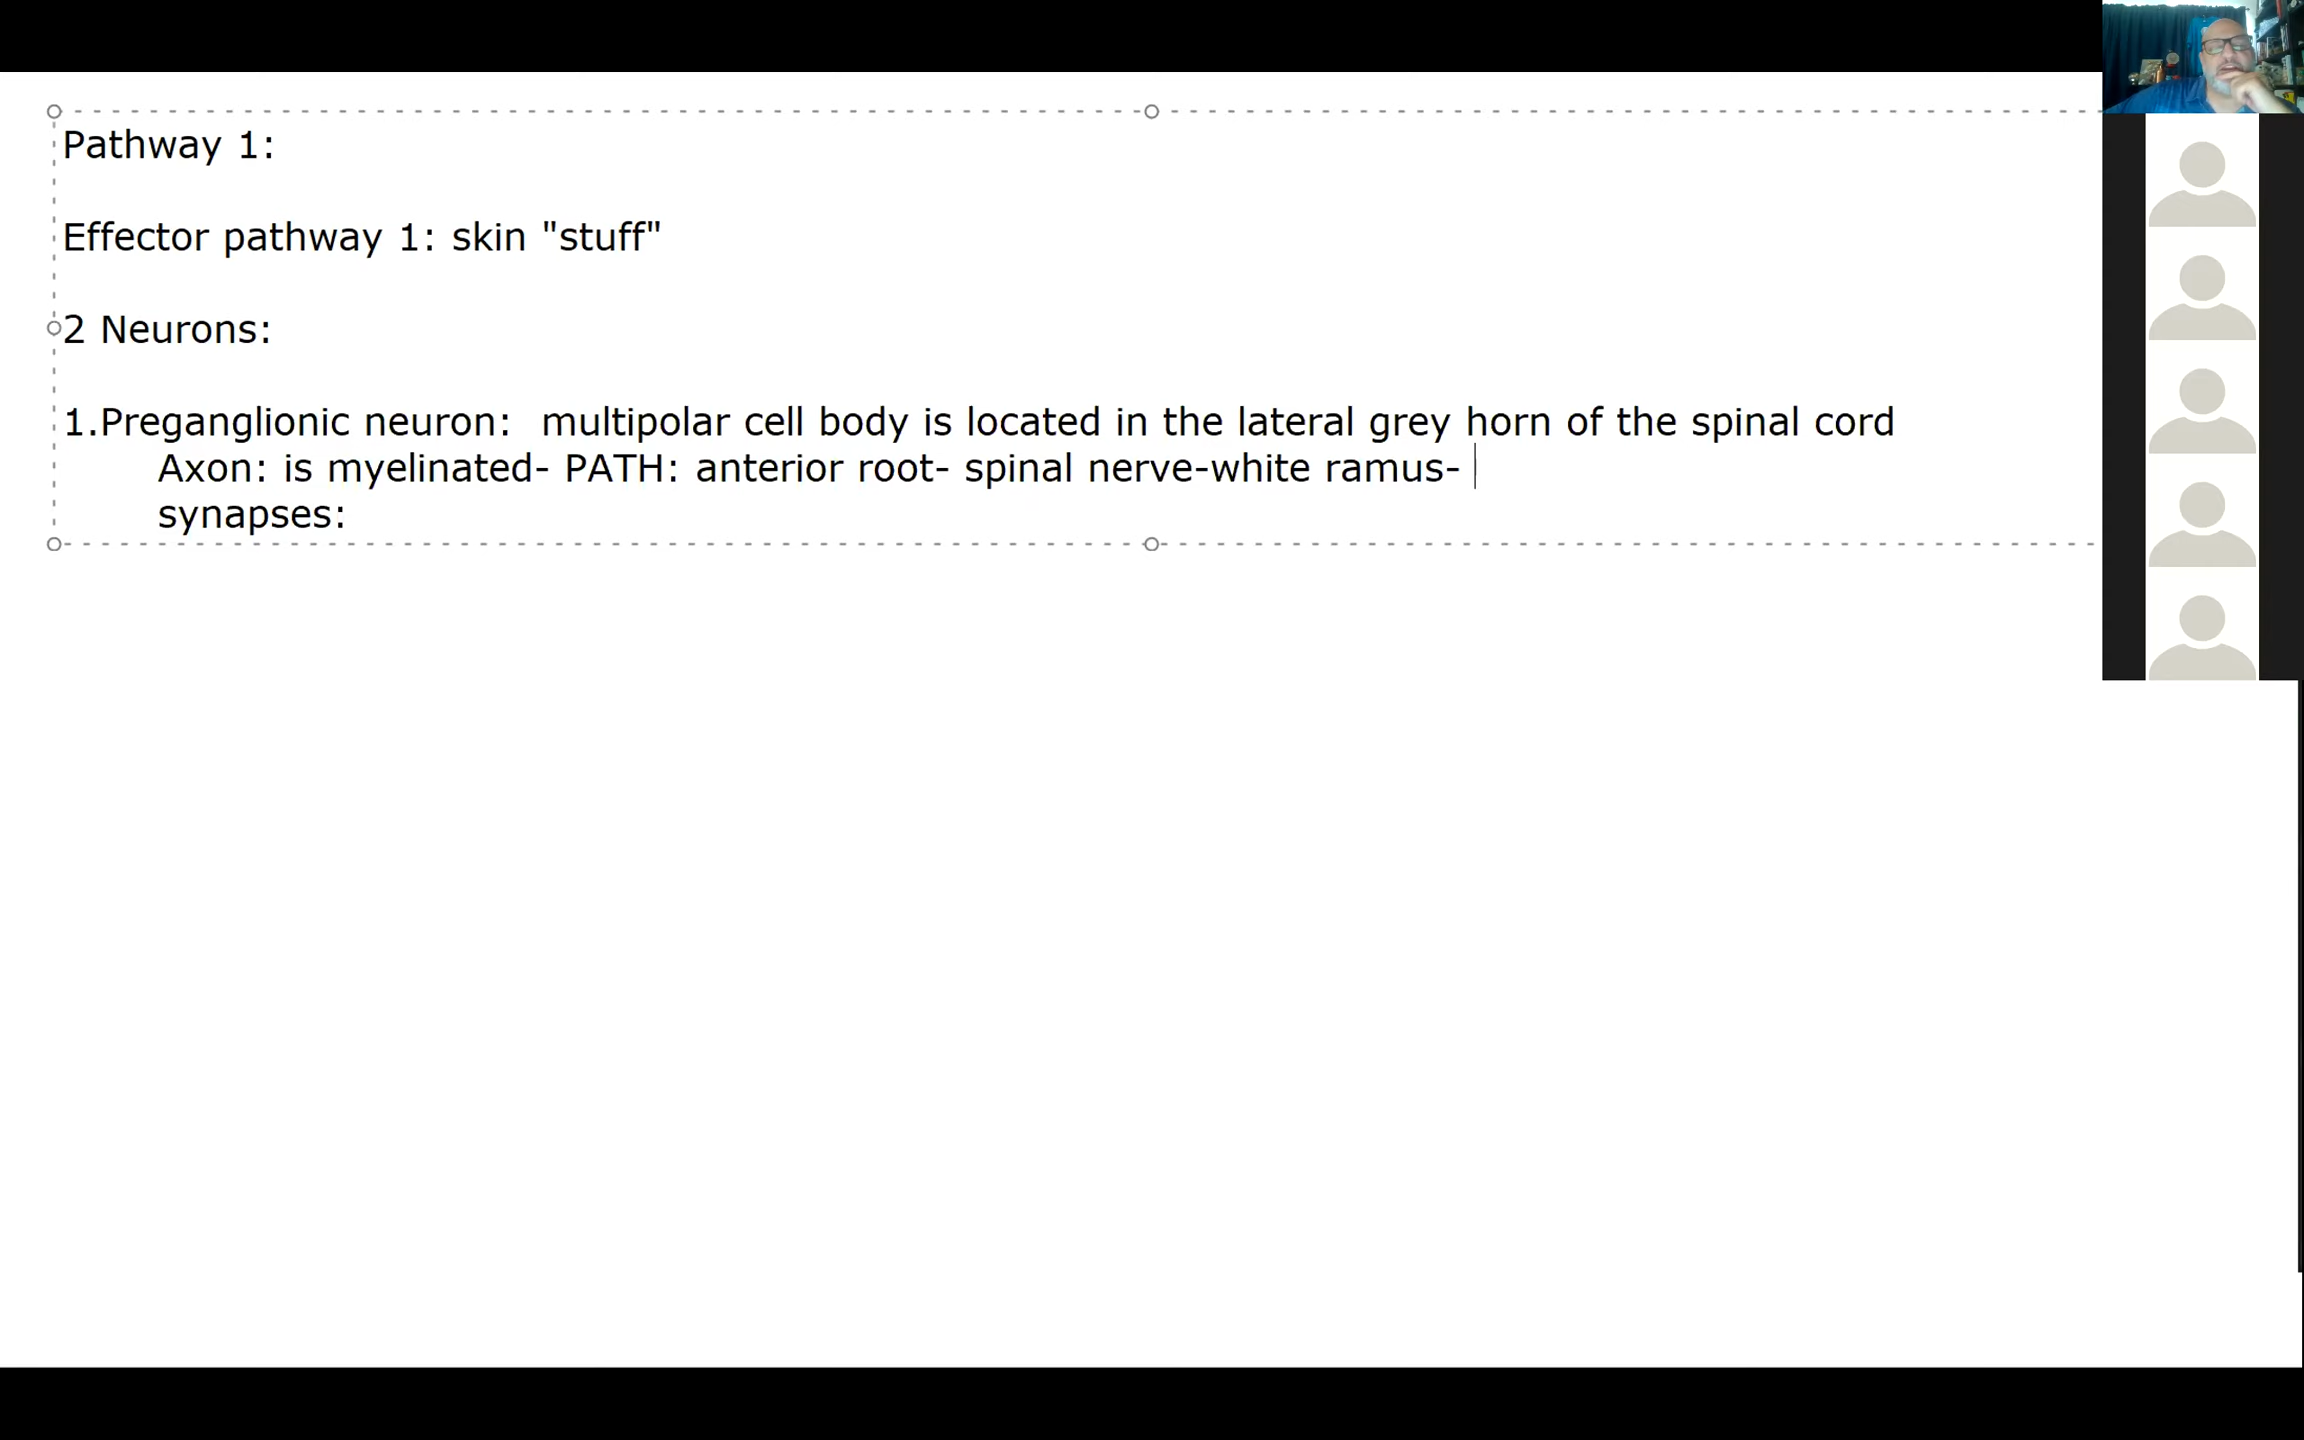 Pathway 1:
Effector pathway 1: skin "stuff"
2 Neurons:
1.Preganglionic neuron:  multipolar cell body is located in the lateral grey horn of the spinal cord
Axon: is myelinated- PATH: anterior root- spinal nerve-white ramus-
synapses: